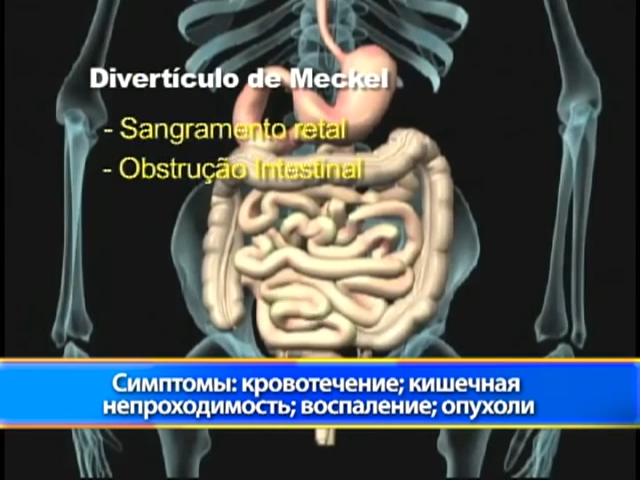 Divertículo de Meckel
- Sangramento retal
- Obstrução Intestinal
Симптомы: кровотечение; кишечная
непроходимость; воспаление; опухоли